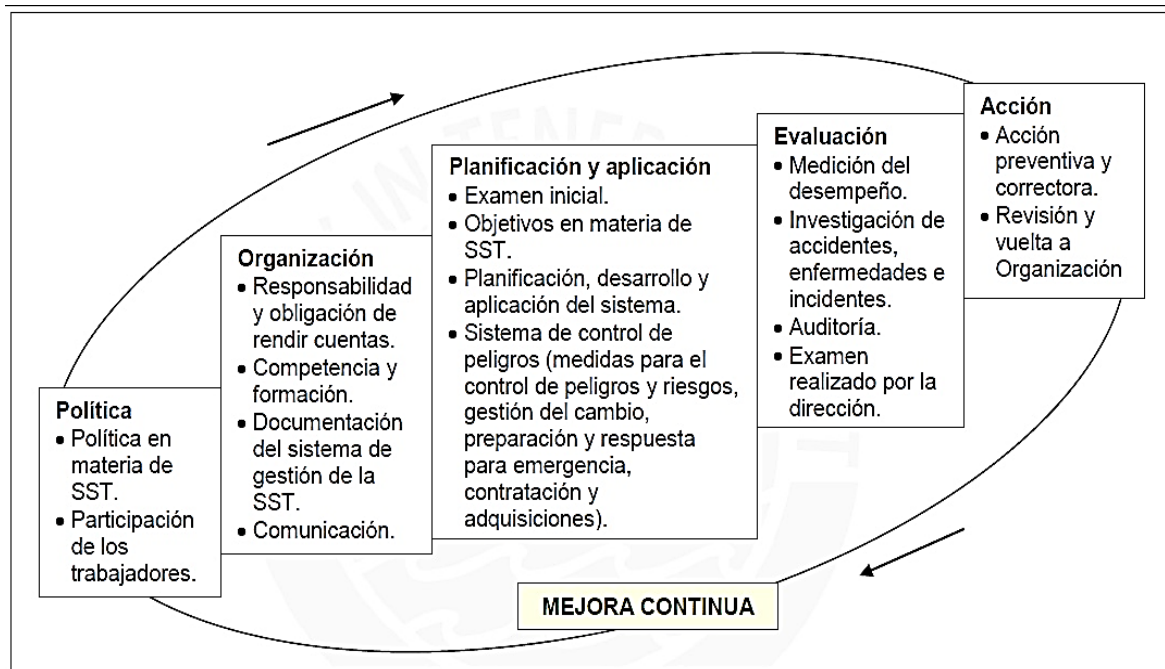 Política
• Política en
materia de
SST.
• Participación
de los
trabajadores.
Organización
• Responsabilidad
y obligación de
rendir cuentas.
• Competencia y
formación.
• Documentación
del sistema de
gestión de la
SST.
• Comunicación.
Planificación y aplicación
• Examen inicial.
• Objetivos en materia de
SST.
• Planificación, desarrollo y
aplicación del sistema.
• Sistema de control de
peligros (medidas para el
control de peligros y riesgos,
gestión del cambio,
preparación y respuesta
para emergencia,
contratación y
adquisiciones).
Evaluación
• Medición del
desempeño.
• Investigación de
accidentes,
enfermedades e
incidentes.
• Auditoría.
• Examen
realizado por la
dirección.
Acción
• Acción
preventiva y
correctora.
• Revisión y
vuelta a
Organización
MEJORA CONTINUA